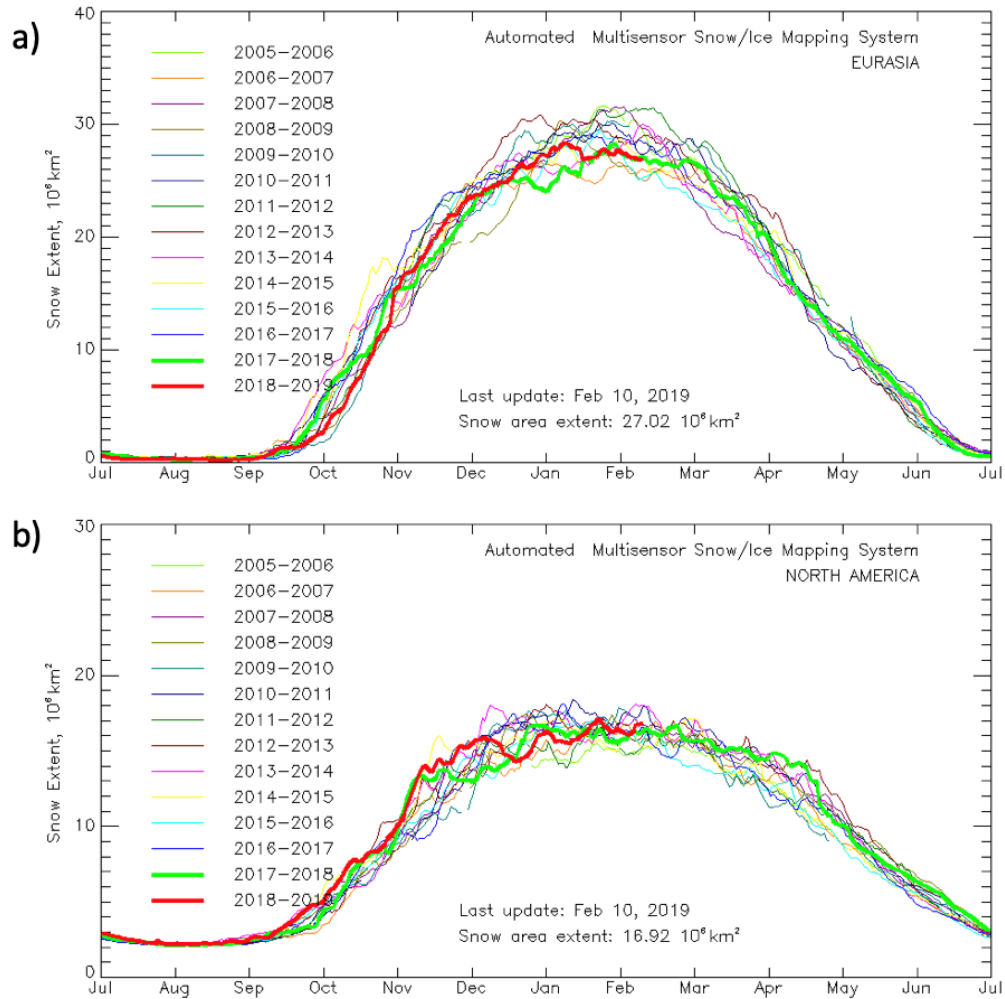 a)
40
30
20
10
0
Snow Extent, 10⁶ km²
Automated Multisensor Snow/Ice Mapping System
EURASIA
2005-2006
2006-2007
2007-2008
2008-2009
2009-2010
2010-2011
2011-2012
2012-2013
2013-2014
2014-2015
2015-2016
2016-2017
2017-2018
2018-2019
Last update: Feb 10, 2019
Snow area extent: 27.02 10⁶ km²
Jul Aug Sep Oct Nov Dec Jan Feb Mar Apr May Jun Jul
b)
30
20
10
0
Snow Extent, 10⁶ km²
Automated Multisensor Snow/Ice Mapping System
NORTH AMERICA
2005-2006
2006-2007
2007-2008
2008-2009
2009-2010
2010-2011
2011-2012
2012-2013
2013-2014
2014-2015
2015-2016
2016-2017
2017-2018
2018-2019
Last update: Feb 10, 2019
Snow area extent: 16.92 10⁶ km²
Jul Aug Sep Oct Nov Dec Jan Feb Mar Apr May Jun Jul